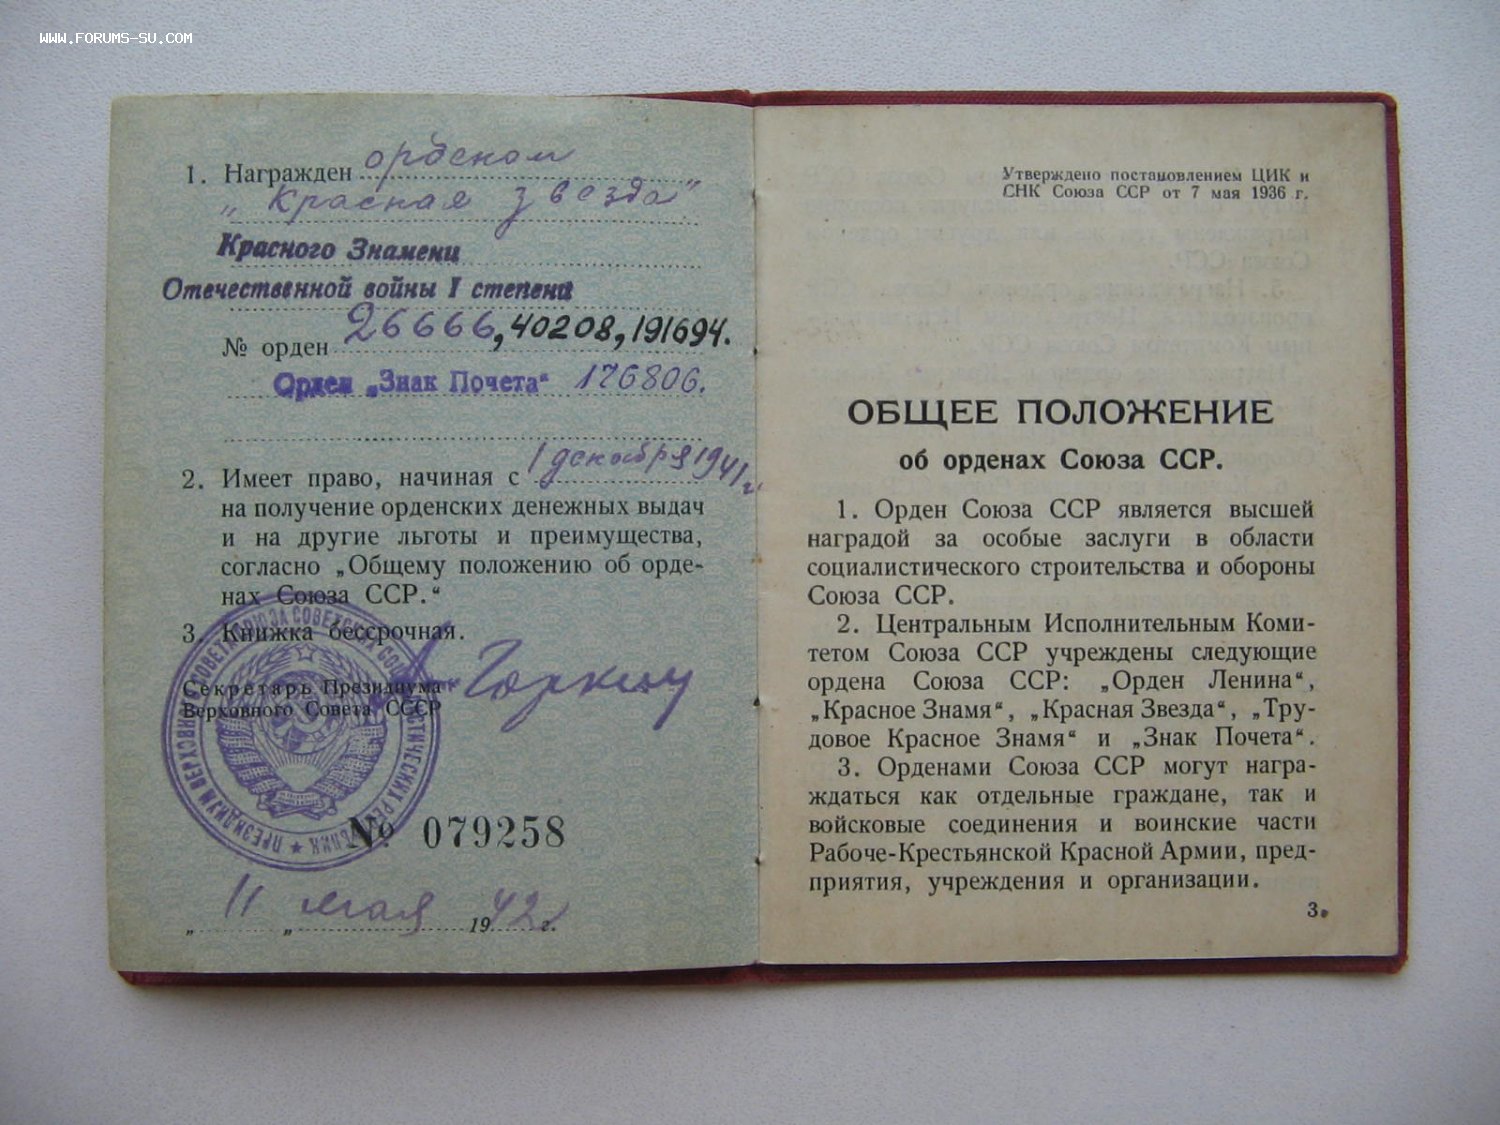 WWW.FORUMS-SU.COM
1. Награжден орденом
„Красная звезда"
Красного Знамени
Отечественной войны I степени
№ орден 26666, 40208, 191694.
Орден „Знак Почета“ 176806.
2. Имеет право, начиная с 1 декабря 1941 г.
на получение орденских денежных выдач
и на другие льготы и преимущества,
согласно „Общему положению об орде-
нах Союза ССР.“
3. Книжка бессрочная.
Секретарь Президиума
Верховного Совета СССР
А Горкин
№ 079258
„ 11 „ мая 1942 г.
Утверждено постановлением ЦИК и
СНК Союза ССР от 7 мая 1936 г.
ОБЩЕЕ ПОЛОЖЕНИЕ
об орденах Союза ССР.
1. Орден Союза ССР является высшей
наградой за особые заслуги в области
социалистического строительства и обороны
Союза ССР.
2. Центральным Исполнительным Коми-
тетом Союза ССР учреждены следующие
ордена Союза ССР: „Орден Ленина“,
„Красное Знамя“, „Красная Звезда“, „Тру-
довое Красное Знамя“ и „Знак Почета“.
3. Орденами Союза ССР могут награ-
ждаться как отдельные граждане, так и
войсковые соединения и воинские части
Рабоче-Крестьянской Красной Армии, пред-
приятия, учреждения и организации.
3.